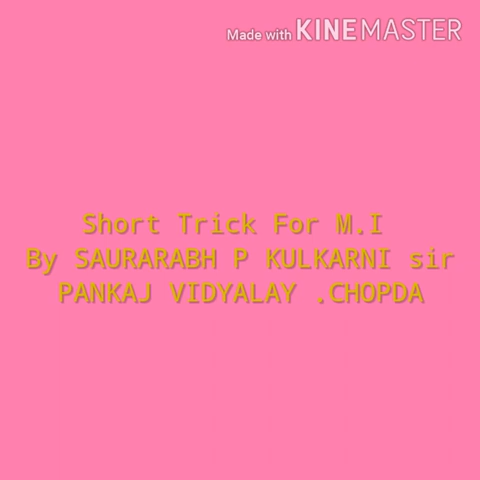 Made with KINEMASTER
Short Trick For M.I
By SAURARABH P KULKARNI sir
PANKAJ VIDYALAY .CHOPDA